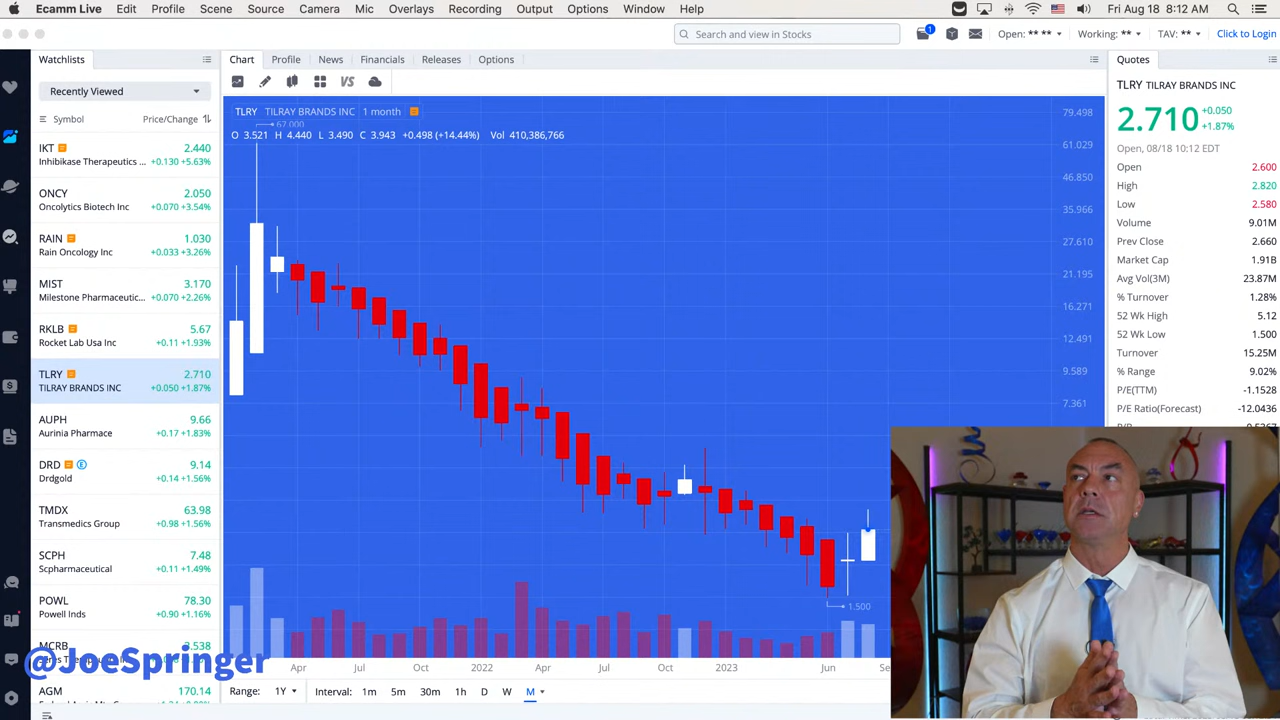 Ecamm Live Edit Profile Scene Source Camera Mic Overlays Recording Output Options Window Help Fri Aug 18 8:12 AM
Search and view in Stocks 1 Open: ** ** Working: ** TAV: ** Click to Login
Watchlists Chart Profile News Financials Releases Options Quotes
Recently Viewed
Symbol Price/Change
IKT 2.440
Inhibikase Therapeutics ... +0.130 +5.63%
ONCY 2.050
Oncolytics Biotech Inc +0.070 +3.54%
RAIN 1.030
Rain Oncology Inc +0.033 +3.26%
MIST 3.170
Milestone Pharmaceutic... +0.070 +2.26%
RKLB 5.67
Rocket Lab Usa Inc +0.11 +1.93%
TLRY 2.710
TILRAY BRANDS INC +0.050 +1.87%
AUPH 9.66
Aurinia Pharmace +0.17 +1.83%
DRD E 9.14
Drdgold +0.14 +1.56%
TMDX 63.98
Transmedics Group +0.98 +1.56%
SCPH 7.48
Scpharmaceutical +0.11 +1.49%
POWL 78.30
Powell Inds +0.90 +1.16%
MCRB 3.538
@JoeSpringer
AGM 170.14
VS
TLRY TILRAY BRANDS INC 1 month
67.000
O 3.521 H 4.440 L 3.490 C 3.943 +0.498 (+14.44%) Vol 410,386,766
79.498
61.029
46.850
35.966
27.610
21.195
16.271
12.491
9.589
7.361
1.500
Apr Jul Oct 2022 Apr Jul Oct 2023 Jun
Range: 1Y Interval: 1m 5m 30m 1h D W M
TLRY TILRAY BRANDS INC
2.710 +0.050
+1.87%
Open, 08/18 10:12 EDT
Open 2.600
High 2.820
Low 2.580
Volume 9.01M
Prev Close 2.660
Market Cap 1.91B
Avg Vol(3M) 23.87M
% Turnover 1.28%
52 Wk High 5.12
52 Wk Low 1.500
Turnover 15.25M
% Range 9.02%
P/E(TTM) -1.1528
P/E Ratio(Forecast) -12.0436